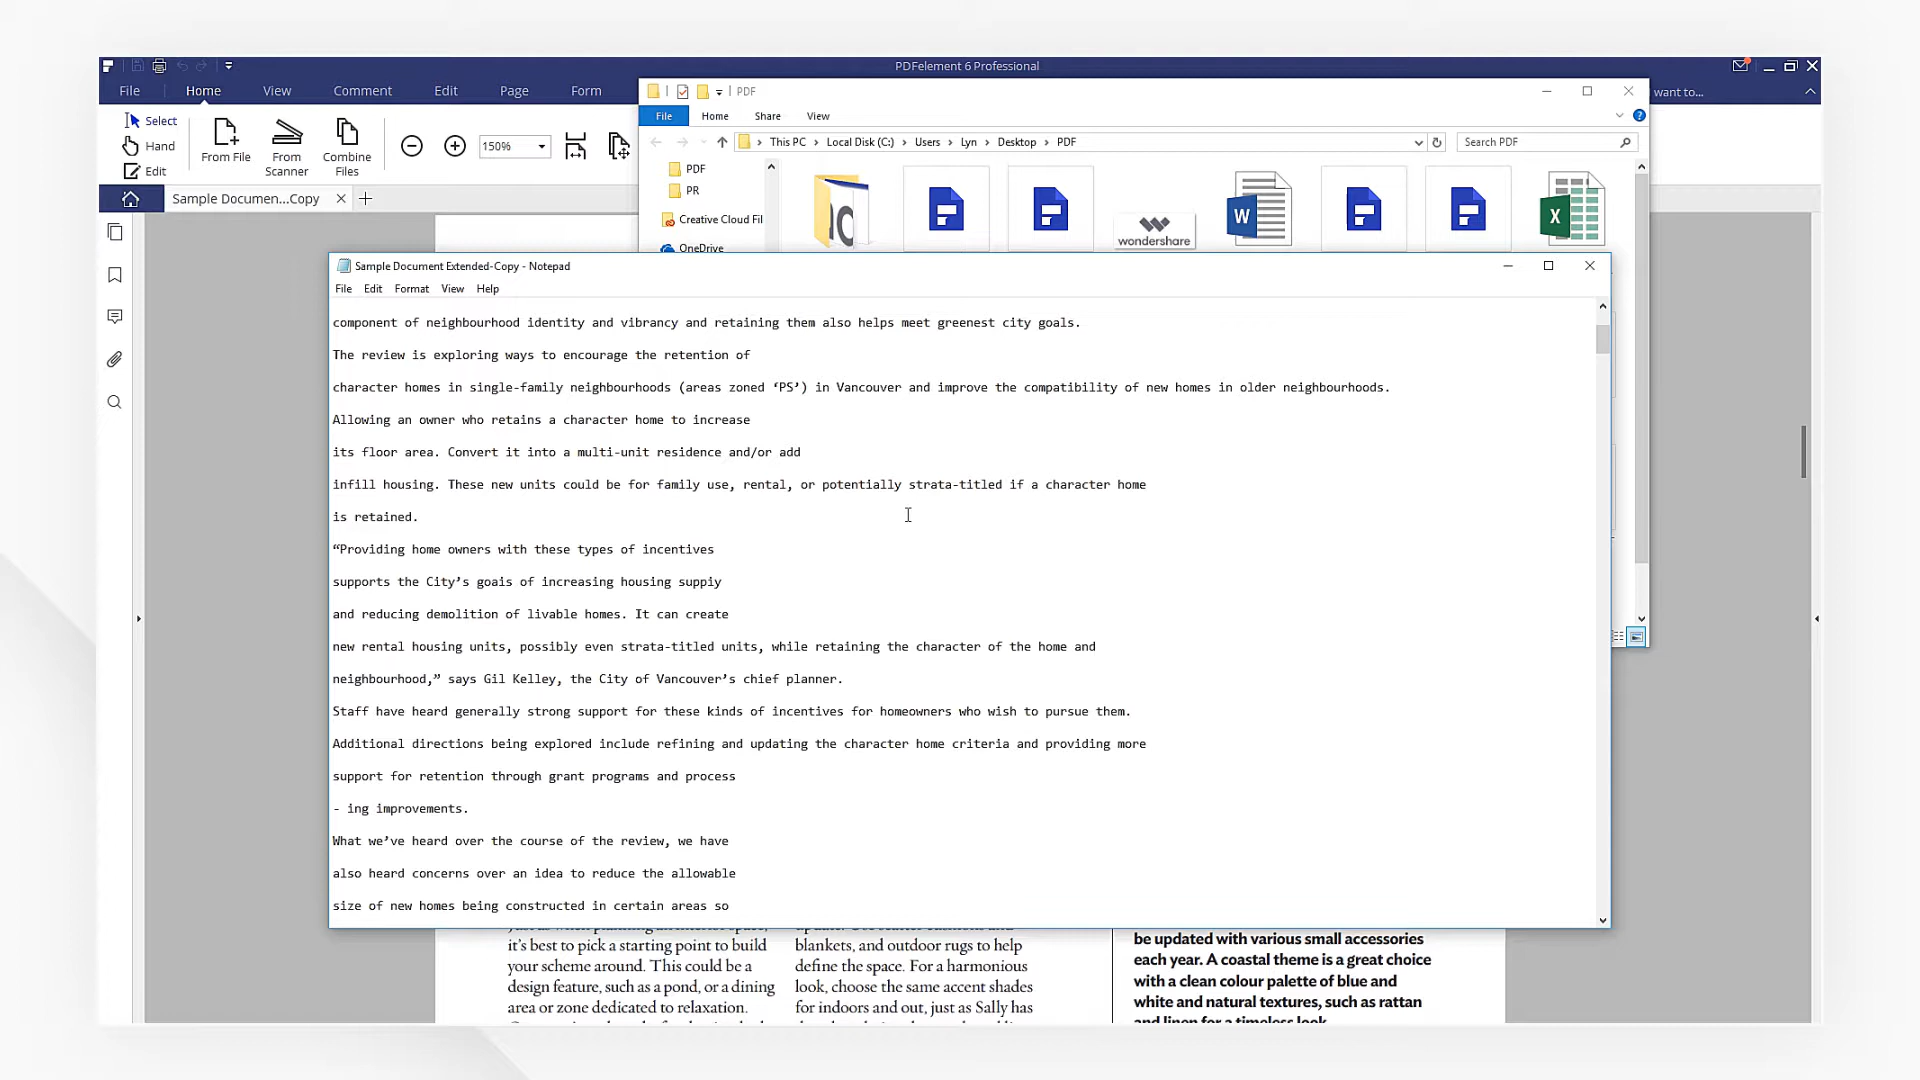 PDFelement 6 Professional
File Home View Comment Edit Page Form
want to...
Select
Hand
Edit
From File
From Scanner
Combine Files
150%
Sample Documen...Copy
PDF
File Home Share View
This PC > Local Disk (C:) > Users > Lyn > Desktop > PDF
Search PDF
PDF
PR
Creative Cloud Fil
OneDrive
W
wondershare
X
Sample Document Extended-Copy - Notepad
File Edit Format View Help
component of neighbourhood identity and vibrancy and retaining them also helps meet greenest city goals.
The review is exploring ways to encourage the retention of
character homes in single-family neighbourhoods (areas zoned ‘PS’) in Vancouver and improve the compatibility of new homes in older neighbourhoods.
Allowing an owner who retains a character home to increase
its floor area. Convert it into a multi-unit residence and/or add
infill housing. These new units could be for family use, rental, or potentially strata-titled if a character home
is retained.
“Providing home owners with these types of incentives
supports the City’s goais of increasing housing suppiy
and reducing demolition of livable homes. It can create
new rental housing units, possibly even strata-titled units, while retaining the character of the home and
neighbourhood,” says Gil Kelley, the City of Vancouver’s chief planner.
Staff have heard generally strong support for these kinds of incentives for homeowners who wish to pursue them.
Additional directions being explored include refining and updating the character home criteria and providing more
support for retention through grant programs and process
- ing improvements.
What we’ve heard over the course of the review, we have
also heard concerns over an idea to reduce the allowable
size of new homes being constructed in certain areas so
it’s best to pick a starting point to build
your scheme around. This could be a
design feature, such as a pond, or a dining
area or zone dedicated to relaxation.
blankets, and outdoor rugs to help
define the space. For a harmonious
look, choose the same accent shades
for indoors and out, just as Sally has
be updated with various small accessories
each year. A coastal theme is a great choice
with a clean colour palette of blue and
white and natural textures, such as rattan
and linen for a timeless look